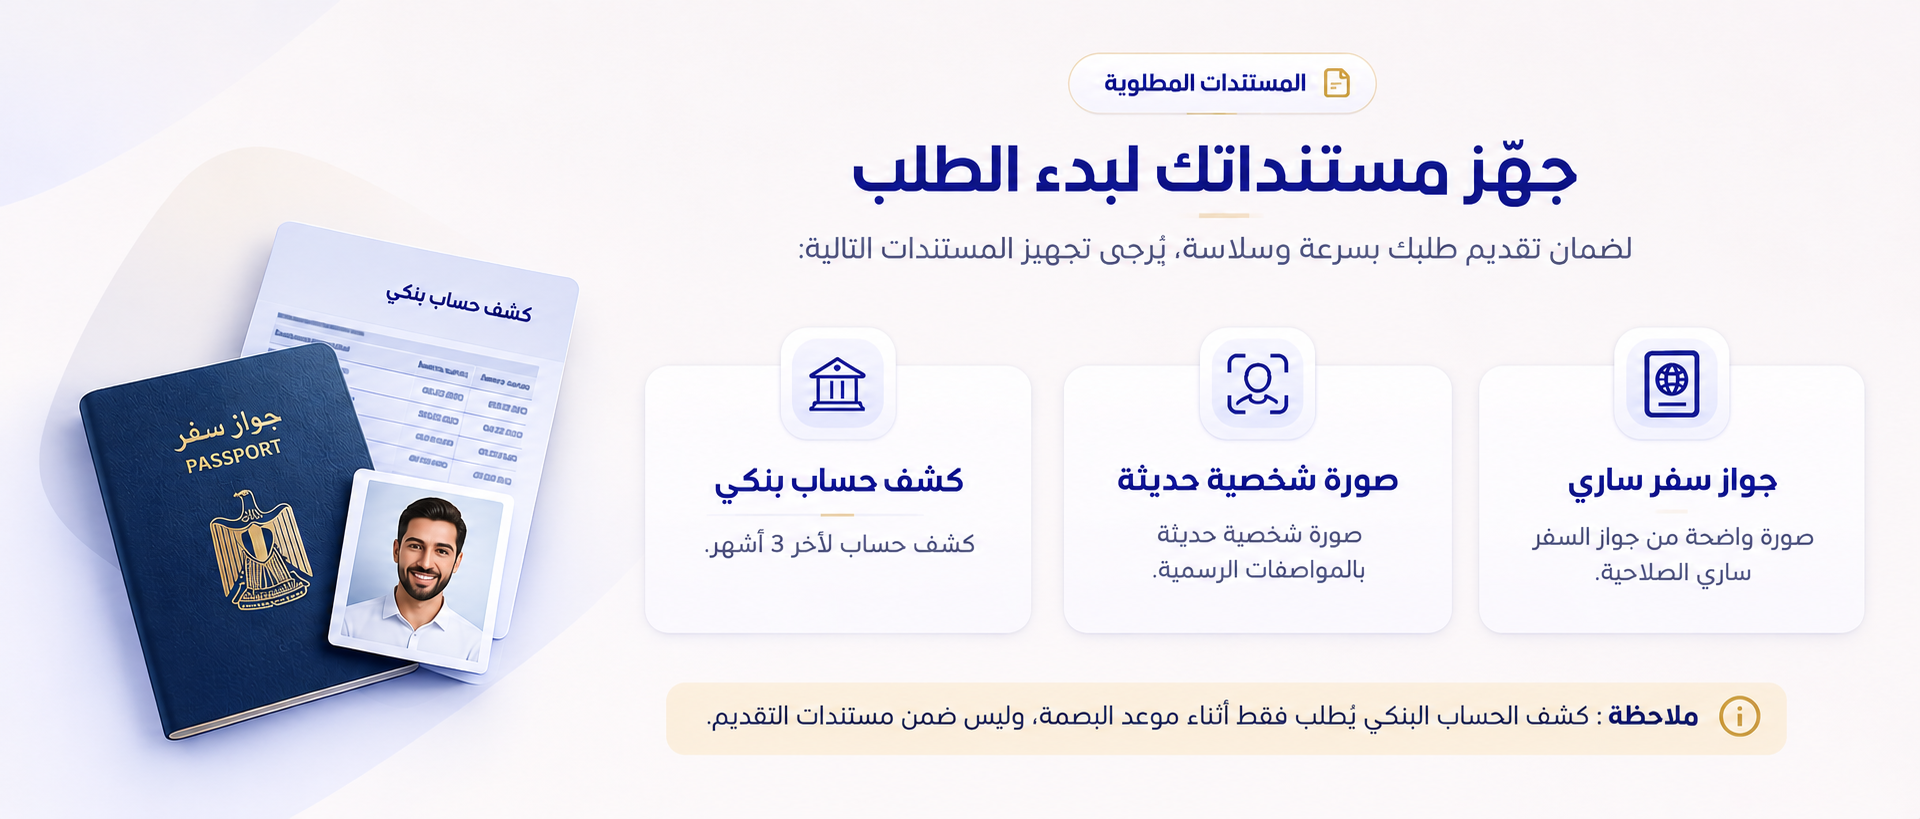 المستندات المطلوبة
جهّز مستنداتك لبدء الطلب
لضمان تقديم طلبك بسرعة وسلاسة، يُرجى تجهيز المستندات التالية:
جواز سفر ساري
صورة واضحة من جواز السفر
ساري الصلاحية.
صورة شخصية حديثة
صورة شخصية حديثة
بالمواصفات الرسمية.
كشف حساب بنكي
كشف حساب لأخر 3 أشهر.
ملاحظة : كشف الحساب البنكي يُطلب فقط أثناء موعد البصمة، وليس ضمن مستندات التقديم.
كشف حساب بنكي
جواز سفر
PASSPORT